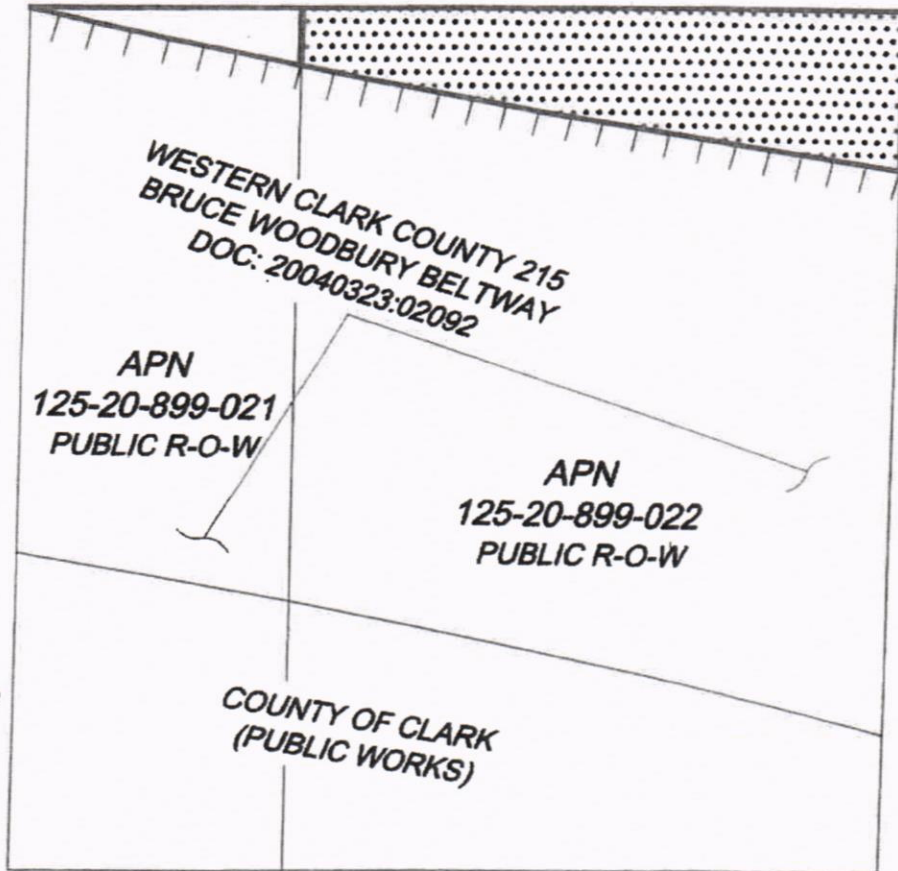 WESTERN CLARK COUNTY 215
BRUCE WOODBURY BELTWAY
DOC: 20040323:02092
APN
125-20-899-021
PUBLIC R-O-W
APN
125-20-899-022
PUBLIC R-O-W
COUNTY OF CLARK
(PUBLIC WORKS)